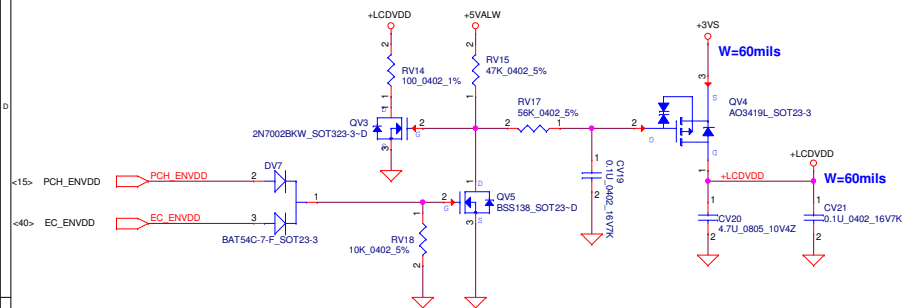 +LCDVDD
+5VALW
+3VS
W=60mils
2
2
RV14
100_0402_1%
RV15
47K_0402_5%
3
1
1
RV17
56K_0402_5%
S
QV4
AO3419L_SOT23-3
D
QV3
2N7002BKW_SOT323-3~D
1
D
2
G
2
1
2
G
S
3
D
1
+LCDVDD
DV7
1
CV19
0.1U_0402_16V7K
2
+LCDVDD
W=60mils
<15>
PCH_ENVDD
PCH_ENVDD
2
1
1
D
2
G
QV5
BSS138_SOT23~D
S
3
<40>
EC_ENVDD
EC_ENVDD
3
BAT54C-7-F_SOT23-3
1
RV18
10K_0402_5%
2
1
CV20
4.7U_0805_10V4Z
2
1
CV21
0.1U_0402_16V7K
2